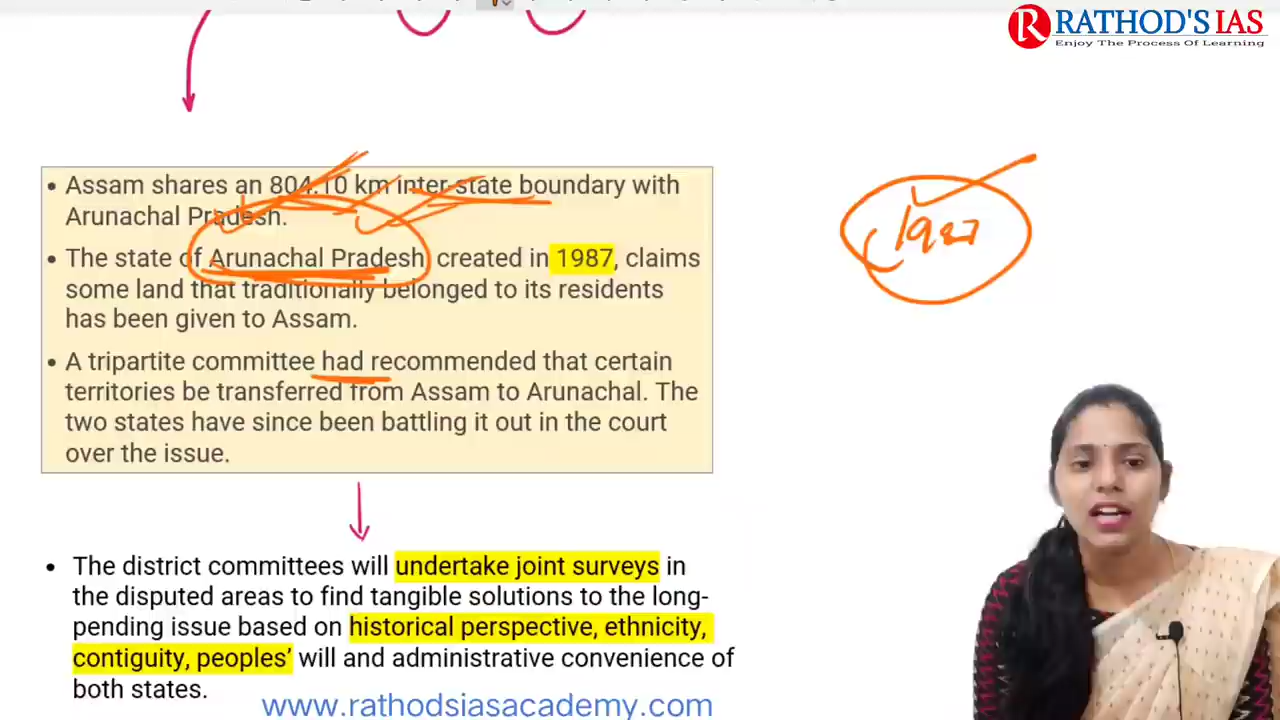 RATHOD'S IAS
Enjoy The Process Of Learning
• Assam shares an 804.10 km inter-state boundary with
Arunachal Pradesh.
• The state of Arunachal Pradesh created in 1987, claims
some land that traditionally belonged to its residents
has been given to Assam.
1987
• A tripartite committee had recommended that certain
territories be transferred from Assam to Arunachal. The
two states have since been battling it out in the court
over the issue.
• The district committees will undertake joint surveys in
the disputed areas to find tangible solutions to the long-
pending issue based on historical perspective, ethnicity,
contiguity, peoples’ will and administrative convenience of
both states.
www.rathodsiasacademy.com